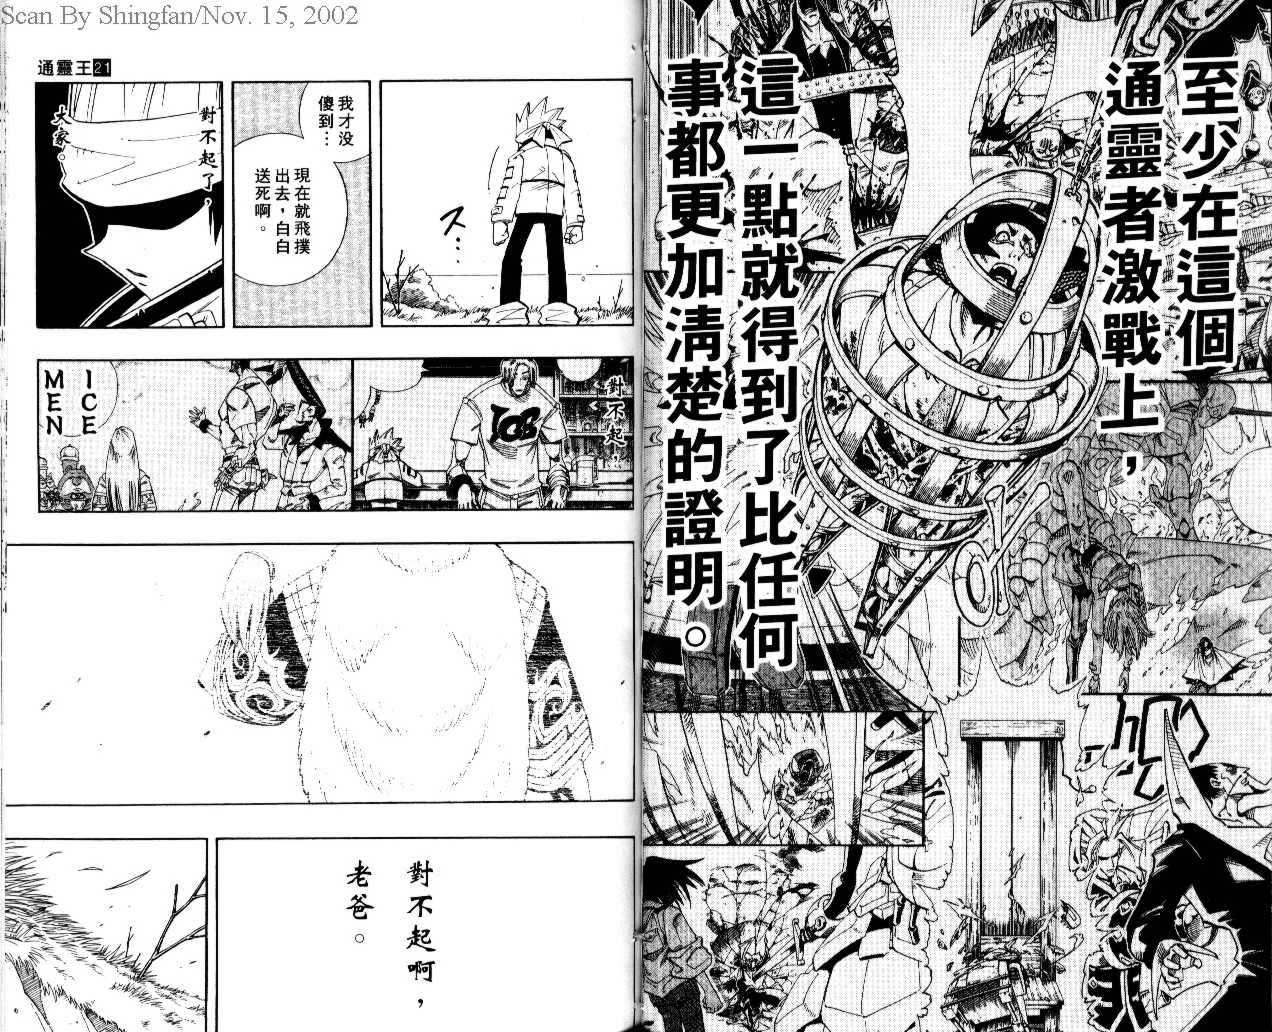 Scan By Shingfan/Nov. 15, 2002
至少在這個
通靈者激戰上，
這一點就得到了比任何
事都更加淸楚的證明。
通靈王21
ス…
我才没
傻到…
現在就飛撲
出去，白白
送死啊。
對不起了，
大家。
對不起…
ICE
MEN
對不起啊，
老爸。